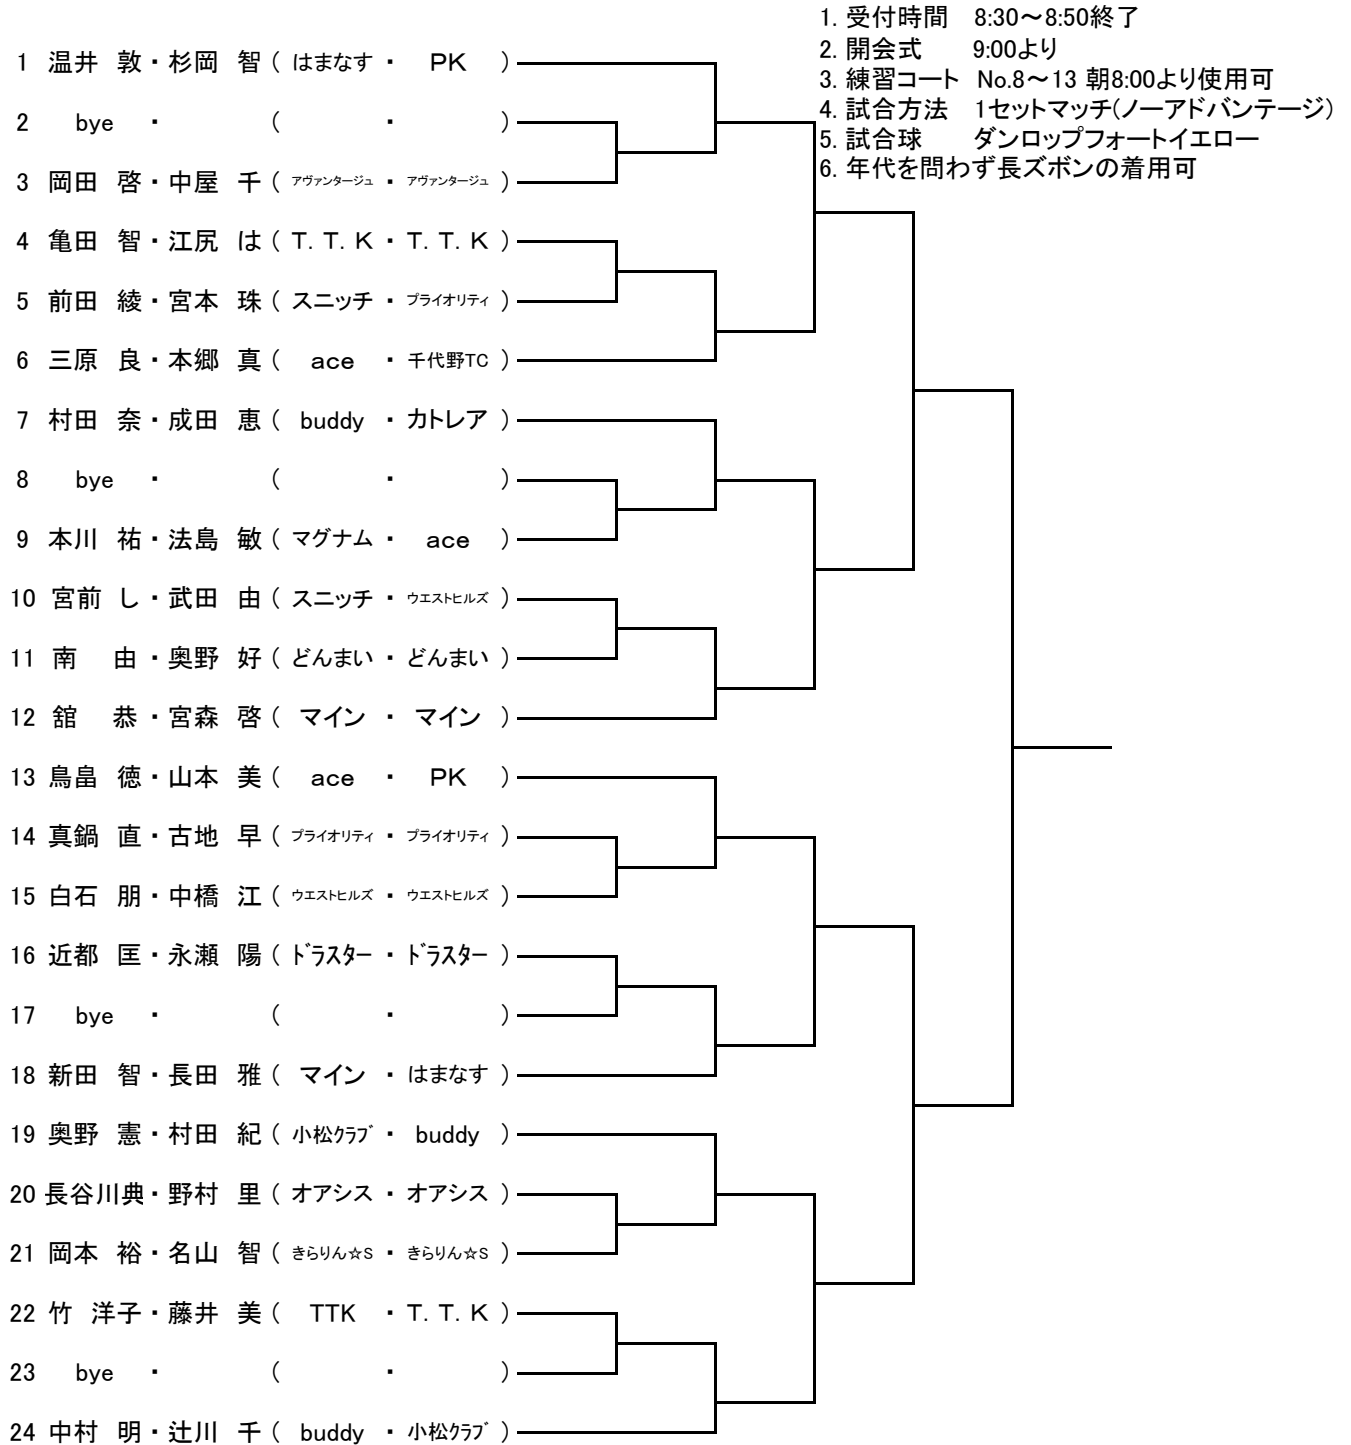 1. 受付時間　8:30～8:50終了
2. 開会式　9:00より
3. 練習コート　No.8～13 朝8:00より使用可
4. 試合方法　1セットマッチ(ノーアドバンテージ)
5. 試合球　ダンロップフォートイエロー
6. 年代を問わず長ズボンの着用可
1 温井 敦・杉岡 智 ( はまなす ・ PK )
2 bye ・ ( ・ )
3 岡田 啓・中屋 千 ( アヴァンタージュ ・ アヴァンタージュ )
4 亀田 智・江尻 は ( T. T. K ・ T. T. K )
5 前田 綾・宮本 珠 ( スニッチ ・ プライオリティ )
6 三原 良・本郷 真 ( ace ・ 千代野TC )
7 村田 奈・成田 恵 ( buddy ・ カトレア )
8 bye ・ ( ・ )
9 本川 祐・法島 敏 ( マグナム ・ ace )
10 宮前 し・武田 由 ( スニッチ ・ ウエストヒルズ )
11 南 由・奥野 好 ( どんまい ・ どんまい )
12 舘 恭・宮森 啓 ( マイン ・ マイン )
13 鳥畠 徳・山本 美 ( ace ・ PK )
14 真鍋 直・古地 早 ( プライオリティ ・ プライオリティ )
15 白石 朋・中橋 江 ( ウエストヒルズ ・ ウエストヒルズ )
16 近都 匡・永瀬 陽 ( ﾄﾞﾗｽﾀｰ ・ ﾄﾞﾗｽﾀｰ )
17 bye ・ ( ・ )
18 新田 智・長田 雅 ( マイン ・ はまなす )
19 奥野 憲・村田 紀 ( 小松ｸﾗﾌﾞ ・ buddy )
20 長谷川典・野村 里 ( オアシス ・ オアシス )
21 岡本 裕・名山 智 ( きらりん☆S ・ きらりん☆S )
22 竹 洋子・藤井 美 ( TTK ・ T. T. K )
23 bye ・ ( ・ )
24 中村 明・辻川 千 ( buddy ・ 小松ｸﾗﾌﾞ )